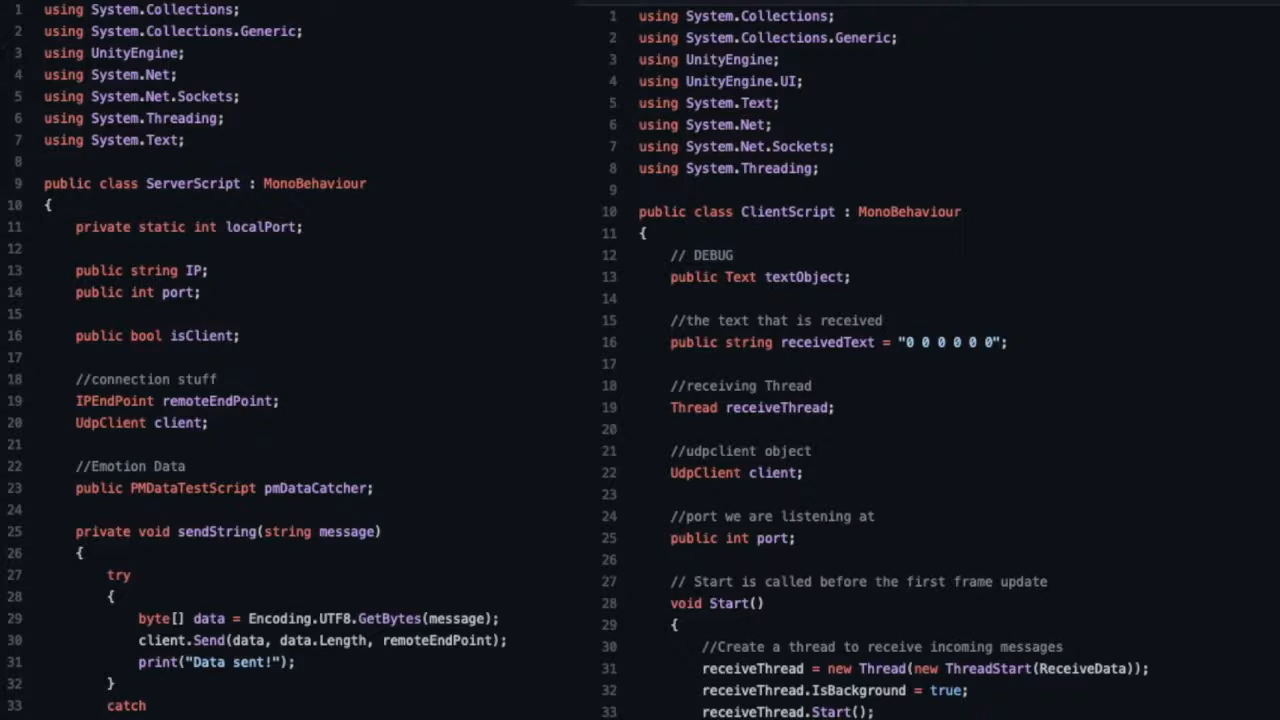 1 using System.Collections;
2 using System.Collections.Generic;
3 using UnityEngine;
4 using System.Net;
5 using System.Net.Sockets;
6 using System.Threading;
7 using System.Text;
8
9 public class ServerScript : MonoBehaviour
10 {
11 private static int localPort;
12
13 public string IP;
14 public int port;
15
16 public bool isClient;
17
18 //connection stuff
19 IPEndPoint remoteEndPoint;
20 UdpClient client;
21
22 //Emotion Data
23 public PMDataTestScript pmDataCatcher;
24
25 private void sendString(string message)
26 {
27 try
28 {
29 byte[] data = Encoding.UTF8.GetBytes(message);
30 client.Send(data, data.Length, remoteEndPoint);
31 print("Data sent!");
32 }
33 catch
1 using System.Collections;
2 using System.Collections.Generic;
3 using UnityEngine;
4 using UnityEngine.UI;
5 using System.Text;
6 using System.Net;
7 using System.Net.Sockets;
8 using System.Threading;
9
10 public class ClientScript : MonoBehaviour
11 {
12 // DEBUG
13 public Text textObject;
14
15 //the text that is received
16 public string receivedText = "0 0 0 0 0 0";
17
18 //receiving Thread
19 Thread receiveThread;
20
21 //udpclient object
22 UdpClient client;
23
24 //port we are listening at
25 public int port;
26
27 // Start is called before the first frame update
28 void Start()
29 {
30 //Create a thread to receive incoming messages
31 receiveThread = new Thread(new ThreadStart(ReceiveData));
32 receiveThread.IsBackground = true;
33 receiveThread.Start();